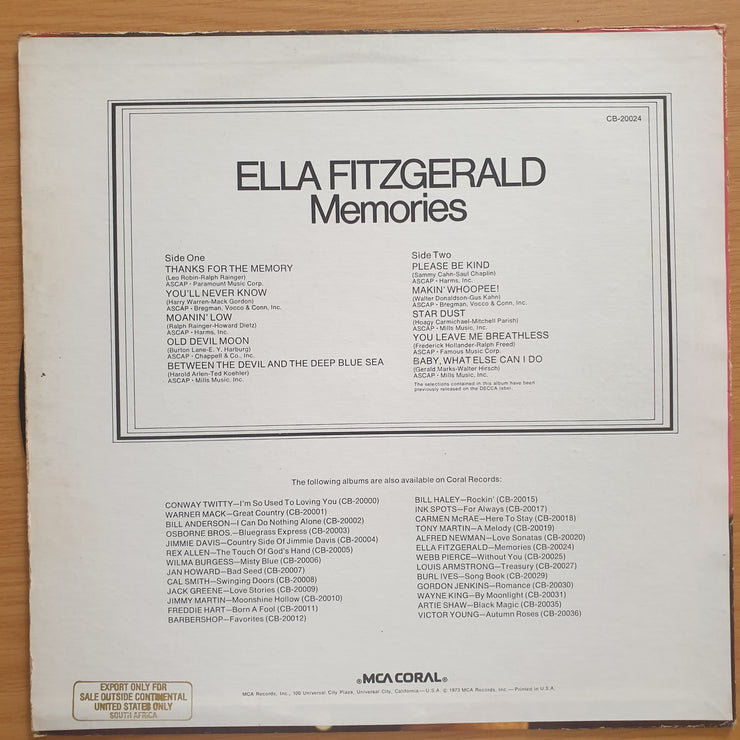 CB-20024
ELLA FITZGERALD
Memories
Side One
THANKS FOR THE MEMORY
(Leo Robin-Ralph Rainger)
ASCAP • Paramount Music Corp.
YOU'LL NEVER KNOW
(Harry Warren-Mack Gordon)
ASCAP • Bregman, Vocco & Conn, Inc.
MOANIN' LOW
(Ralph Rainger-Howard Dietz)
ASCAP • Harms, Inc.
OLD DEVIL MOON
(Burton Lane-E. Y. Harburg)
ASCAP • Chappell & Co., Inc.
BETWEEN THE DEVIL AND THE DEEP BLUE SEA
(Harold Arlen-Ted Koehler)
ASCAP • Mills Music, Inc.
Side Two
PLEASE BE KIND
(Sammy Cahn-Saul Chaplin)
ASCAP • Harms, Inc.
MAKIN' WHOOPEE!
(Walter Donaldson-Gus Kahn)
ASCAP • Bregman, Vocco & Conn, Inc.
STAR DUST
(Hoagy Carmichael-Mitchell Parish)
ASCAP • Mills Music, Inc.
YOU LEAVE ME BREATHLESS
(Frederick Hollander-Ralph Freed)
ASCAP • Famous Music Corp.
BABY, WHAT ELSE CAN I DO
(Gerald Marks-Walter Hirsch)
ASCAP • Mills Music, Inc.
The selections contained in this album have been
previously released on the DECCA label.
The following albums are also available on Coral Records:
CONWAY TWITTY—I'm So Used To Loving You (CB-20000)
WARNER MACK—Great Country (CB-20001)
BILL ANDERSON—I Can Do Nothing Alone (CB-20002)
OSBORNE BROS.—Bluegrass Express (CB-20003)
JIMMIE DAVIS—Country Side Of Jimmie Davis (CB-20004)
REX ALLEN—The Touch Of God's Hand (CB-20005)
WILMA BURGESS—Misty Blue (CB-20006)
JAN HOWARD—Bad Seed (CB-20007)
CAL SMITH—Swinging Doors (CB-20008)
JACK GREENE—Love Stories (CB-20009)
JIMMY MARTIN—Moonshine Hollow (CB-20010)
FREDDIE HART—Born A Fool (CB-20011)
BARBERSHOP—Favorites (CB-20012)
BILL HALEY—Rockin' (CB-20015)
INK SPOTS—For Always (CB-20017)
CARMEN McRAE—Here To Stay (CB-20018)
TONY MARTIN—A Melody (CB-20019)
ALFRED NEWMAN—Love Sonatas (CB-20020)
ELLA FITZGERALD—Memories (CB-20024)
WEBB PIERCE—Without You (CB-20025)
LOUIS ARMSTRONG—Treasury (CB-20027)
BURL IVES—Song Book (CB-20029)
GORDON JENKINS—Romance (CB-20030)
WAYNE KING—By Moonlight (CB-20031)
ARTIE SHAW—Black Magic (CB-20035)
VICTOR YOUNG—Autumn Roses (CB-20036)
® MCA CORAL ®
MCA Records, Inc., 100 Universal City Plaza, Universal City, California—U.S.A. © 1973 MCA Records, Inc.—Printed in U.S.A.
EXPORT ONLY FOR
SALE OUTSIDE CONTINENTAL
UNITED STATES ONLY
SOUTH AFRICA